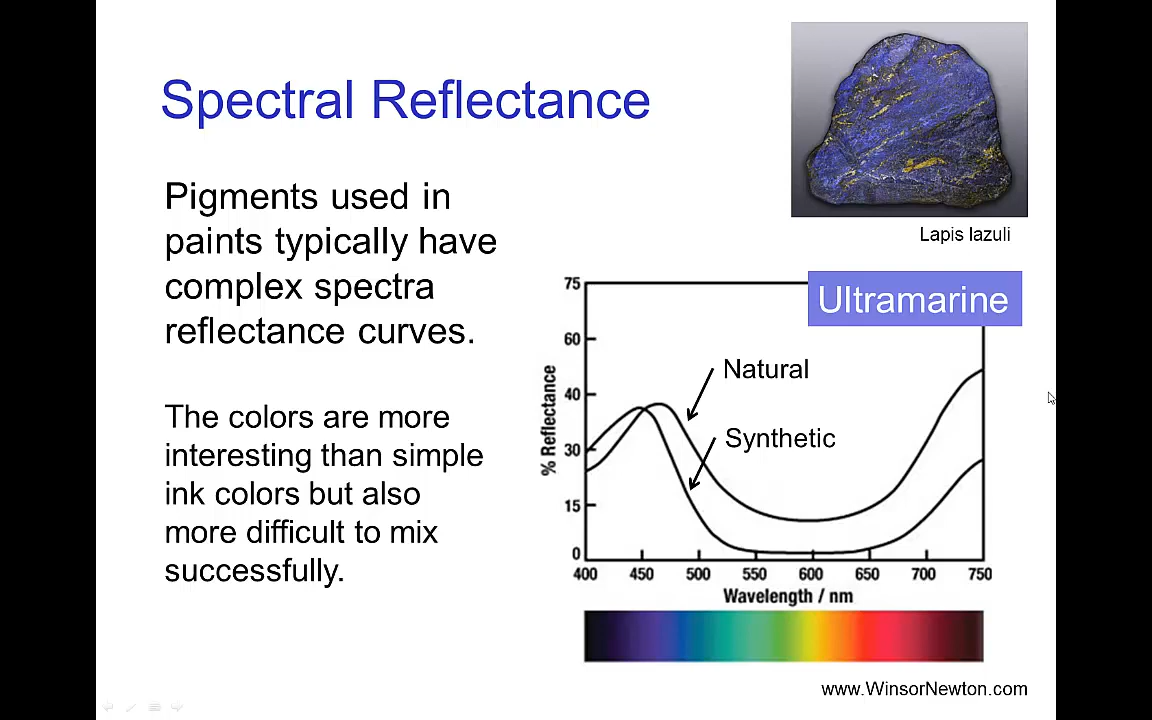 Spectral Reflectance
Pigments used in
paints typically have
complex spectra
reflectance curves.
The colors are more
interesting than simple
ink colors but also
more difficult to mix
successfully.
Lapis lazuli
Ultramarine
Natural
Synthetic
% Reflectance
75
60
40
30
15
0
400 450 500 550 600 650 700 750
Wavelength / nm
www.WinsorNewton.com